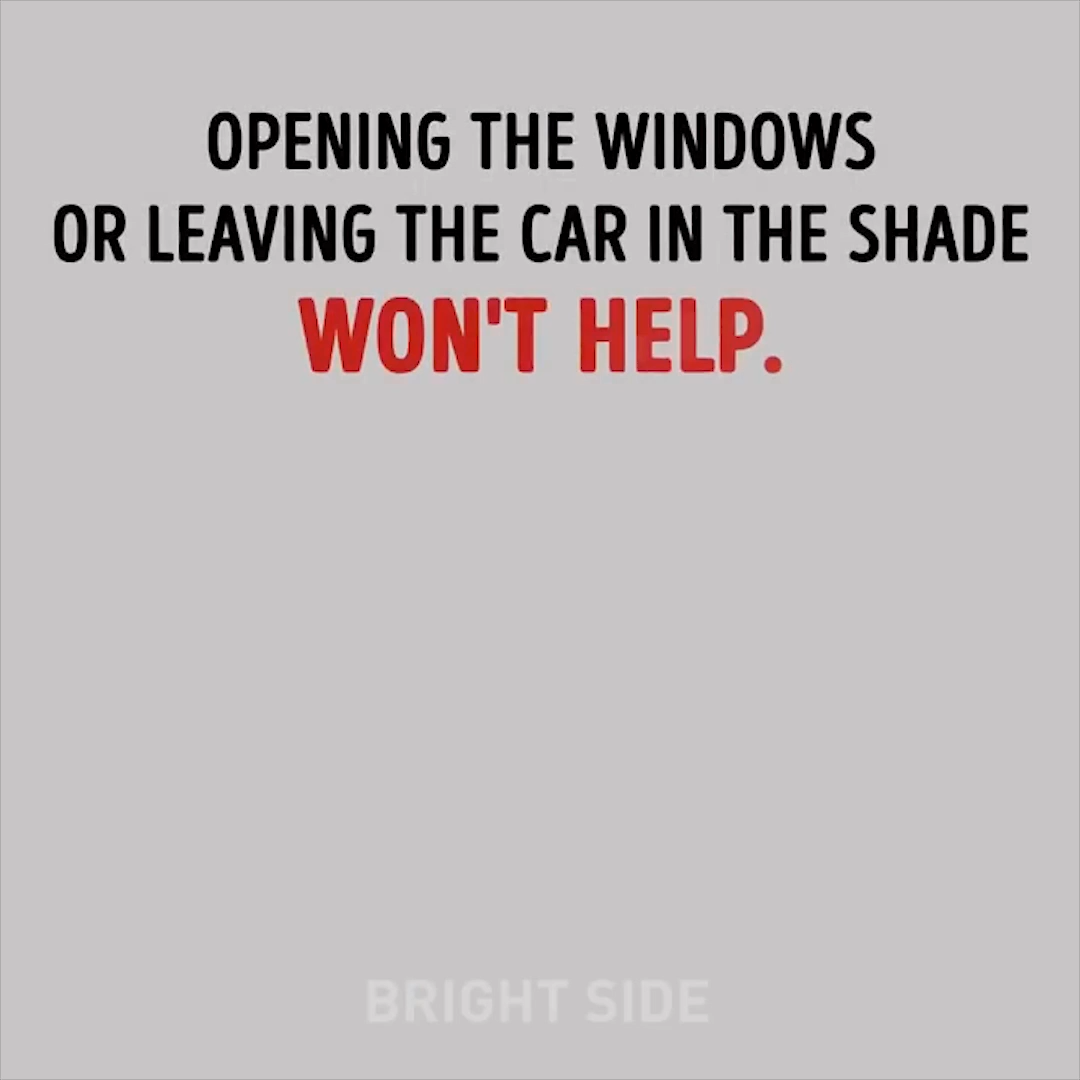 OPENING THE WINDOWS
OR LEAVING THE CAR IN THE SHADE
WON'T HELP.
BRIGHT SIDE